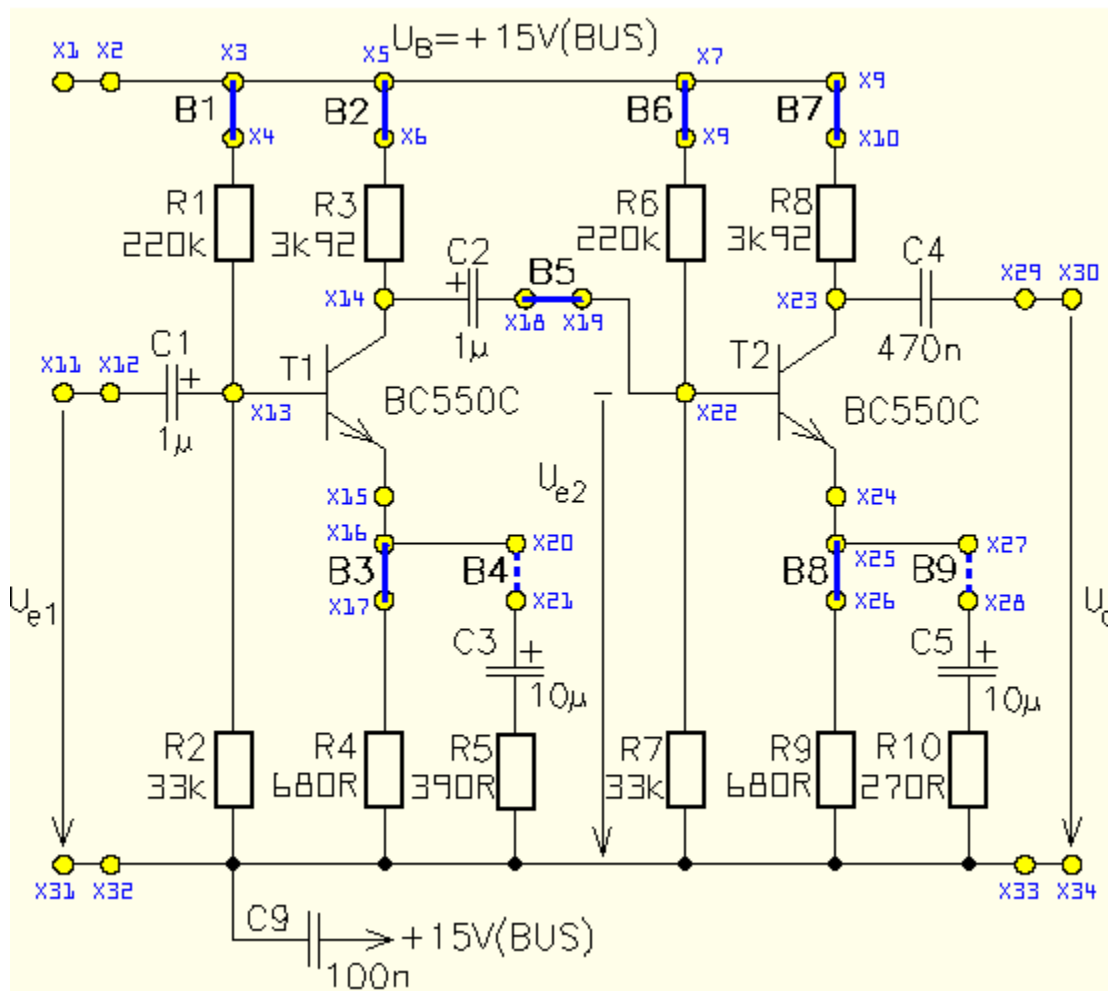 U_B=+15V(BUS)
X1 X2 X3 X5 X7 X9
B1 B2 B6 B7
X4 X6 X9 X10
R1 R3 R6 R8
220k 3k92 220k 3k92
C2 B5 C4 X29 X30
+
X14 X18 X19 X23
C1 1µ T1 T2 470n
X11 X12 +
X13 BC550C X22 BC550C
1µ
U_e2
X15 X24
X16 X20 X25 X27
B3 B4 B8 B9
U_e1 X17 X21 X26 X28
C3 + C5 +
10µ 10µ
R2 R4 R5 R7 R9 R10
33k 680R 390R 33k 680R 270R
X31 X32 X33 X34
C9 +15V(BUS)
100n